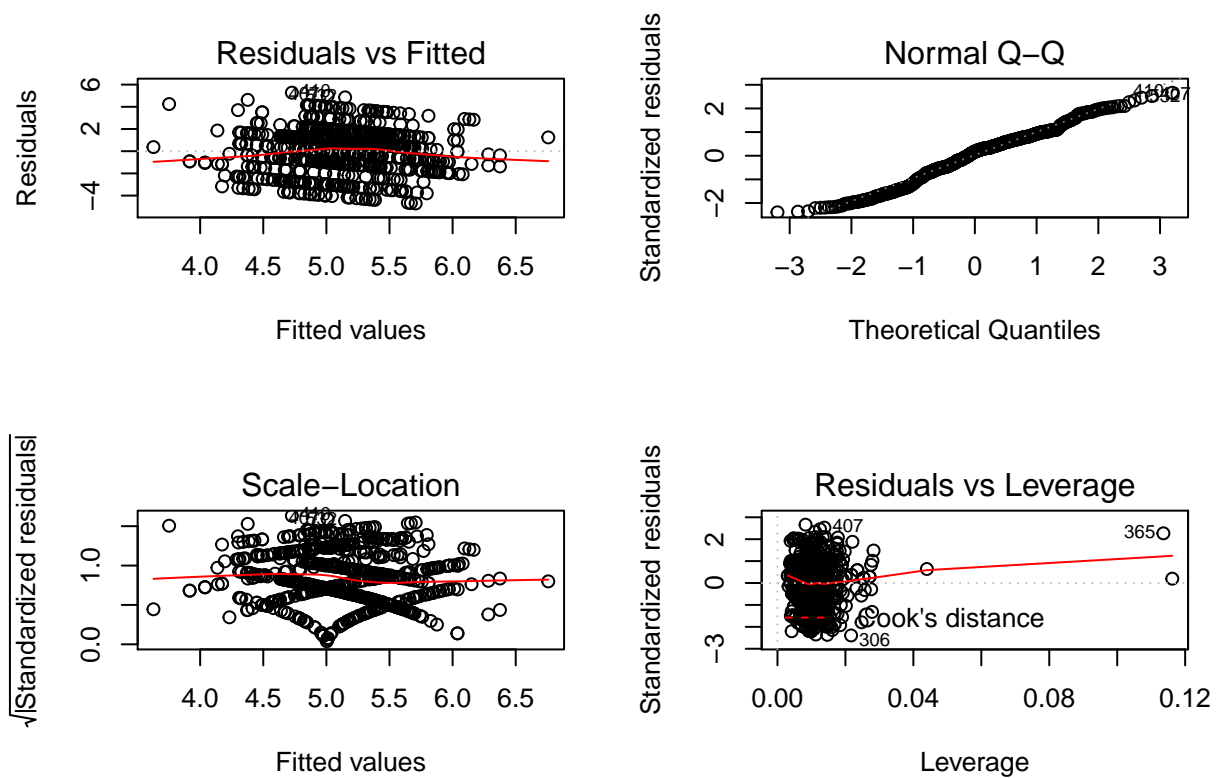 Residuals vs Fitted
Residuals
6
2
−4
4.0 4.5 5.0 5.5 6.0 6.5
Fitted values
Normal Q−Q
Standardized residuals
2
0
−2
407
−3 −2 −1 0 1 2 3
Theoretical Quantiles
Scale−Location
√|Standardized residuals|
1.0
0.0
4.0 4.5 5.0 5.5 6.0 6.5
Fitted values
Residuals vs Leverage
Standardized residuals
2
0
−3
407
365
Cook's distance
306
0.00 0.04 0.08 0.12
Leverage